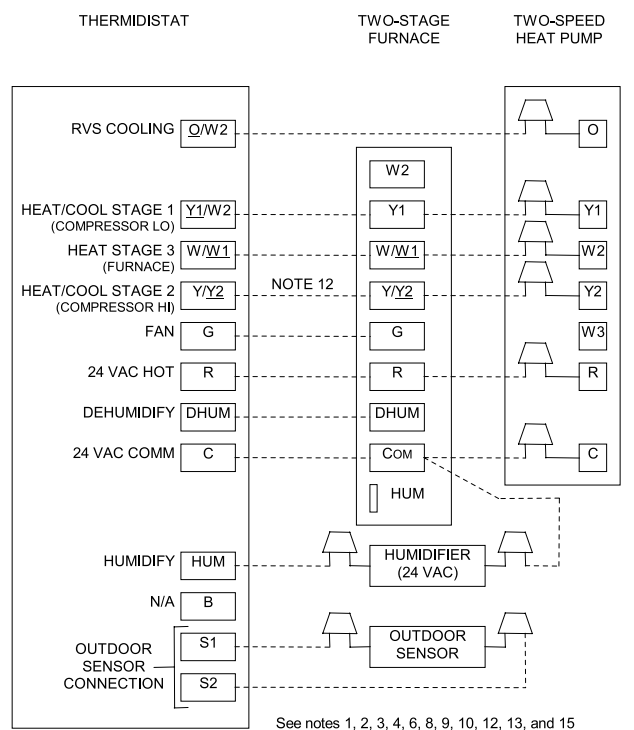 THERMIDISTAT
TWO-STAGE
FURNACE
TWO-SPEED
HEAT PUMP
RVS COOLING O/W2 O
W2
HEAT/COOL STAGE 1 Y1/W2 Y1 Y1
(COMPRESSOR LO)
HEAT STAGE 3 W/W1 W/W1 W2
(FURNACE)
HEAT/COOL STAGE 2 Y/Y2 NOTE 12 Y/Y2 Y2
(COMPRESSOR HI)
FAN G G W3
24 VAC HOT R R R
DEHUMIDIFY DHUM DHUM
24 VAC COMM C COM C
HUM
HUMIDIFY HUM HUMIDIFIER
(24 VAC)
N/A B
S1 OUTDOOR
SENSOR
OUTDOOR
SENSOR
CONNECTION S2
See notes 1, 2, 3, 4, 6, 8, 9, 10, 12, 13, and 15